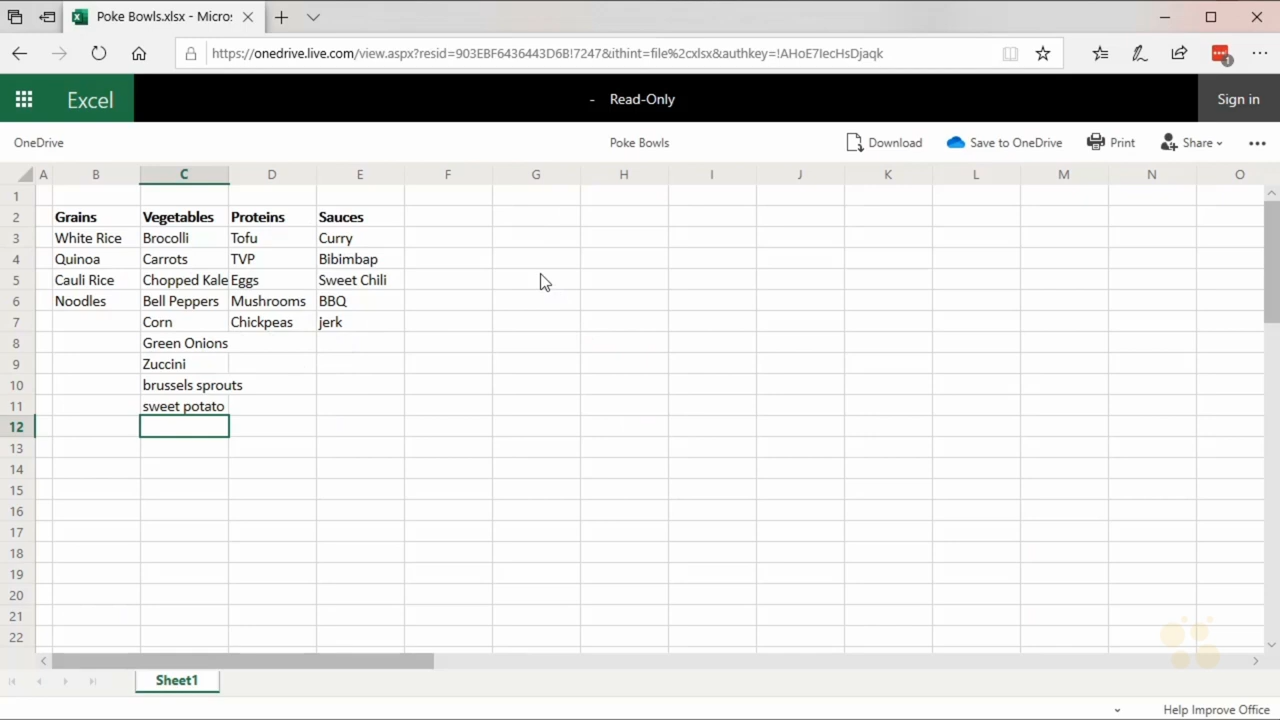 Poke Bowls.xlsx - Micros
https://onedrive.live.com/view.aspx?resid=903EBF6436443D6B!7247&ithint=file%2cxlsx&authkey=!AHoE7IecHsDjaqk
1
Excel
- Read-Only
Sign in
OneDrive
Poke Bowls
Download
Save to OneDrive
Print
Share
A B C D E F G H I J K L M N O
1
2 Grains Vegetables Proteins Sauces
3 White Rice Brocolli Tofu Curry
4 Quinoa Carrots TVP Bibimbap
5 Cauli Rice Chopped Kale Eggs Sweet Chili
6 Noodles Bell Peppers Mushrooms BBQ
7 Corn Chickpeas jerk
8 Green Onions
9 Zuccini
10 brussels sprouts
11 sweet potato
12
13
14
15
16
17
18
19
20
21
22
Sheet1
Help Improve Office